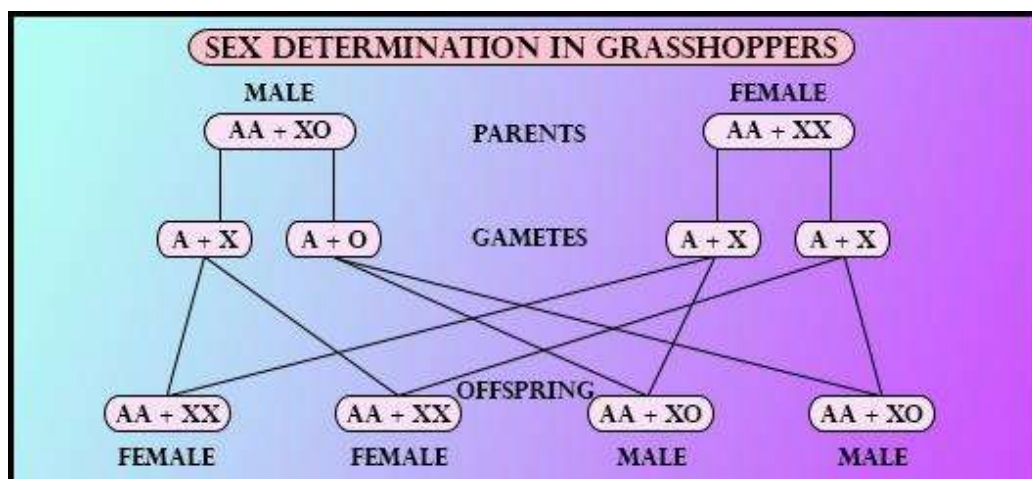 SEX DETERMINATION IN GRASSHOPPERS
MALE FEMALE
AA + XO PARENTS AA + XX
A + X A + O GAMETES A + X A + X
OFFSPRING
AA + XX AA + XX AA + XO AA + XO
FEMALE FEMALE MALE MALE